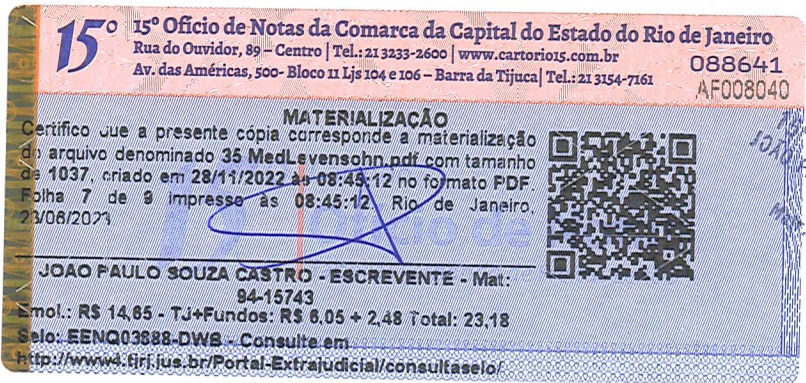 15º 15º Ofício de Notas da Comarca da Capital do Estado do Rio de Janeiro
Rua do Ouvidor, 89 – Centro | Tel.: 21 3233-2600 | www.cartorio15.com.br
Av. das Américas, 500- Bloco 11 Ljs 104 e 106 – Barra da Tijuca| Tel.: 21 3154-7161
088641
AF008040
MATERIALIZAÇÃO
Certifico que a presente cópia corresponde a materialização
do arquivo denominado 35 MedLevensohn.pdf com tamanho
de 1037, criado em 28/11/2022 às 08:45:12 no formato PDF.
Folha 7 de 9 impresso às 08:45:12. Rio de Janeiro,
23/06/2023
15 Ofício de
JOAO PAULO SOUZA CASTRO - ESCREVENTE - Mat:
94-15743
Emol.: R$ 14,65 - TJ+Fundos: R$ 6,05 + 2,48 Total: 23,18
Selo: EENQ03888-DWB - Consulte em
http://www4.tjrj.jus.br/Portal-Extrajudicial/consultaselo/